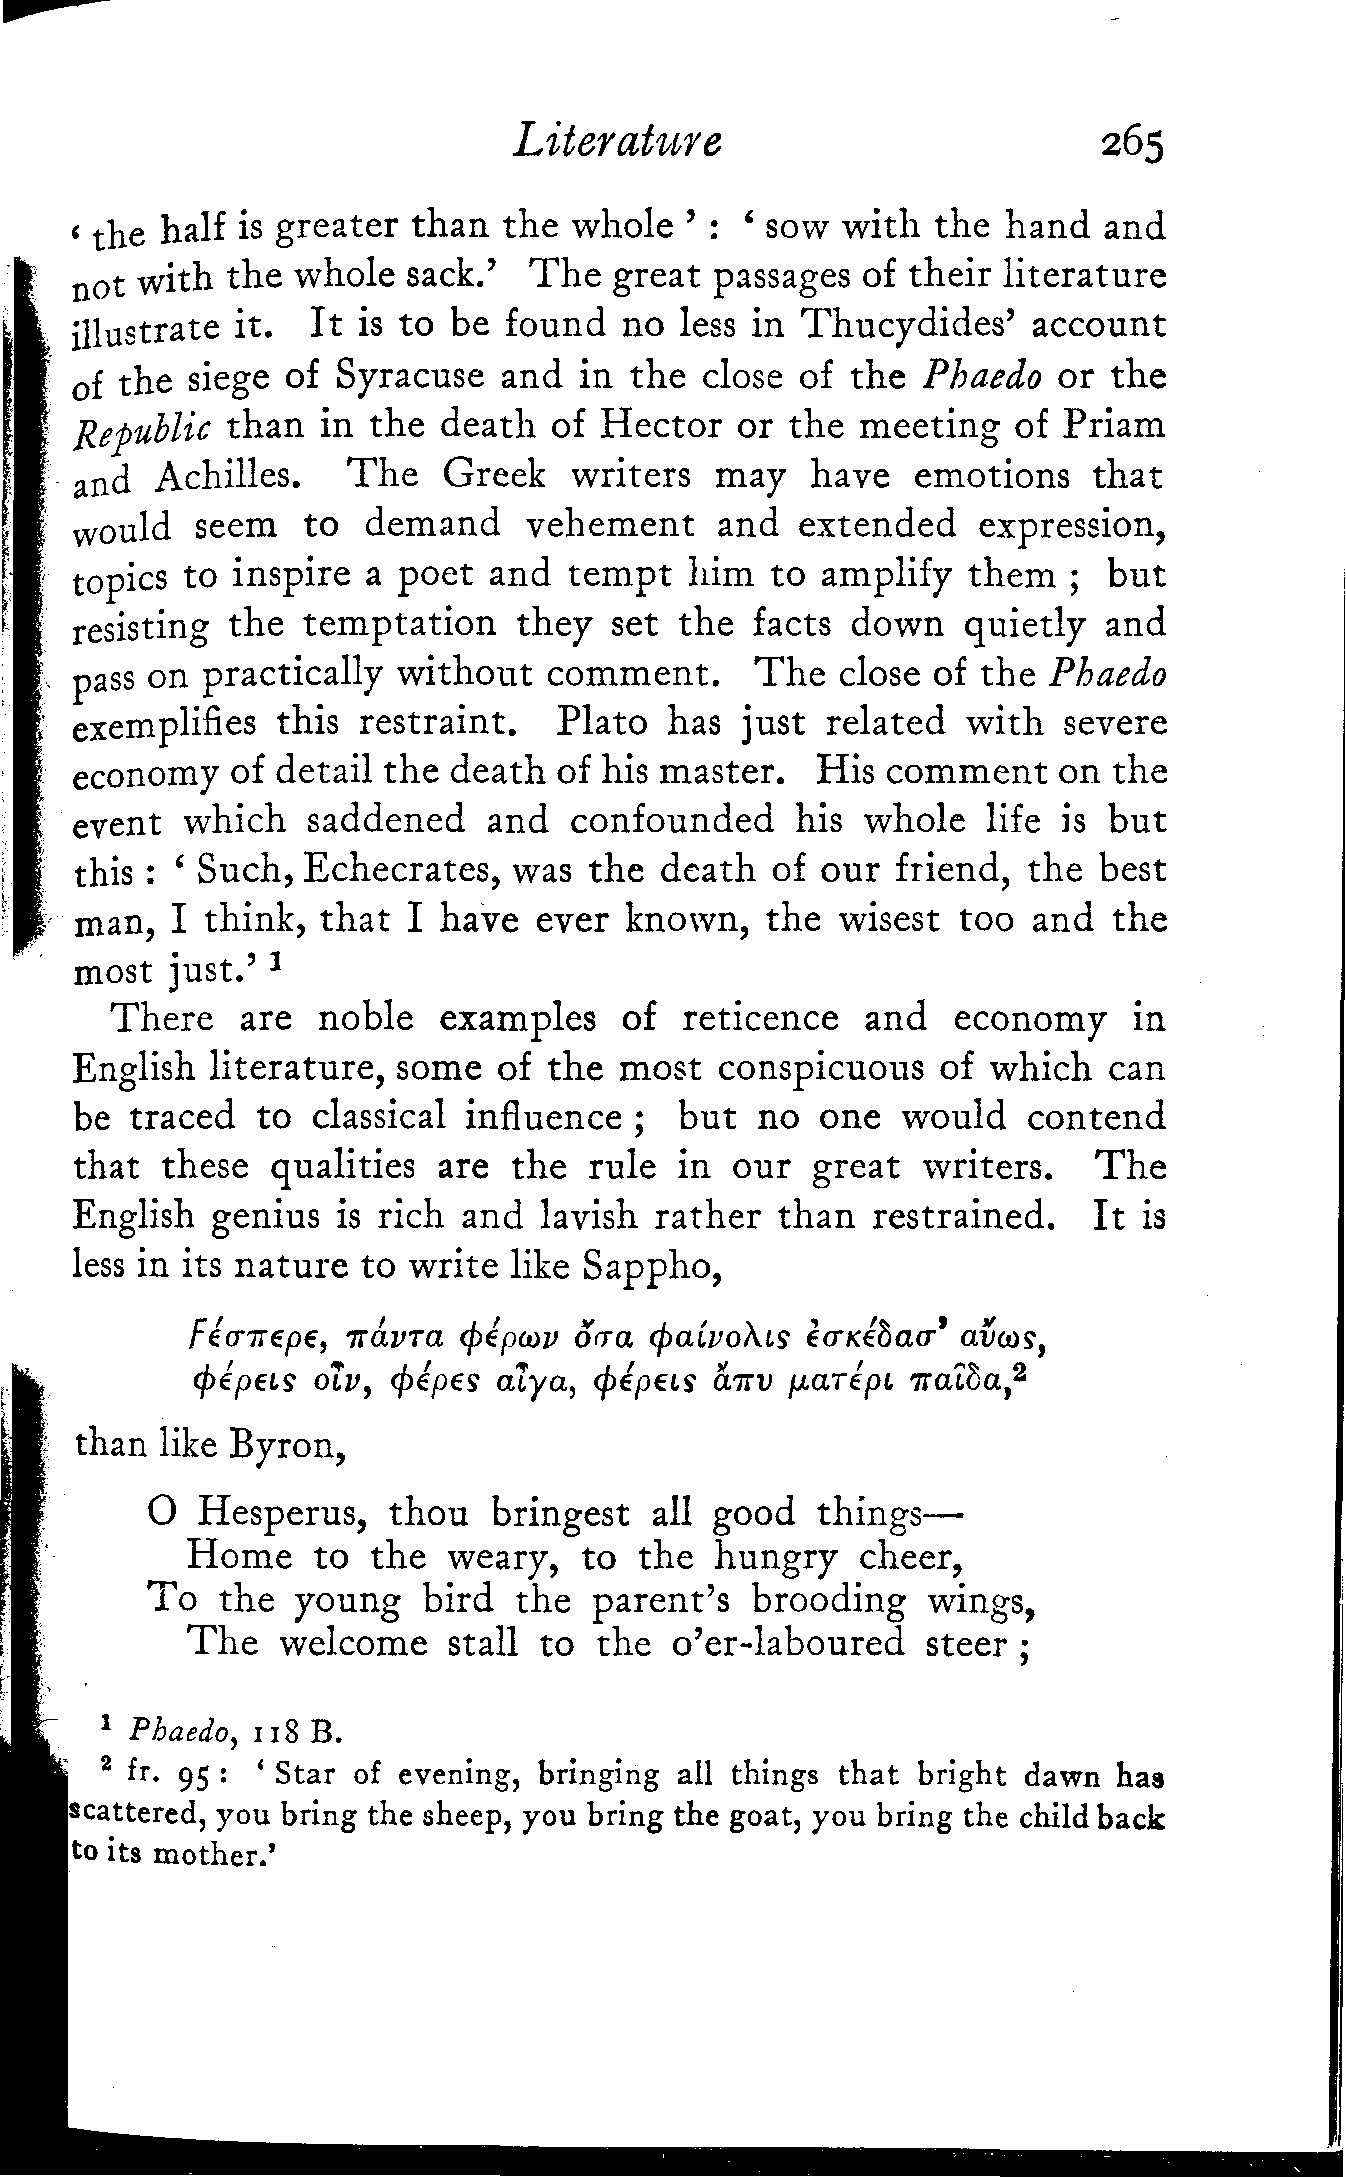 Literature 265
‘ the half is greater than the whole ’ : ‘ sow with the hand and
not with the whole sack.’ The great passages of their literature
illustrate it. It is to be found no less in Thucydides’ account
of the siege of Syracuse and in the close of the Phaedo or the
Republic than in the death of Hector or the meeting of Priam
and Achilles. The Greek writers may have emotions that
would seem to demand vehement and extended expression,
topics to inspire a poet and tempt him to amplify them ; but
resisting the temptation they set the facts down quietly and
pass on practically without comment. The close of the Phaedo
exemplifies this restraint. Plato has just related with severe
economy of detail the death of his master. His comment on the
event which saddened and confounded his whole life is but
this : ‘ Such, Echecrates, was the death of our friend, the best
man, I think, that I have ever known, the wisest too and the
most just.’ ¹
There are noble examples of reticence and economy in
English literature, some of the most conspicuous of which can
be traced to classical influence ; but no one would contend
that these qualities are the rule in our great writers. The
English genius is rich and lavish rather than restrained. It is
less in its nature to write like Sappho,
Ϝέσπερε, πάντα φέρων ὄσα φαίνολις ἐσκέδασ’ αὔως,
φέρεις οἶν, φέρες αἶγα, φέρεις ἄπυ ματέρι παῖδα,²
than like Byron,
O Hesperus, thou bringest all good things—
Home to the weary, to the hungry cheer,
To the young bird the parent’s brooding wings,
The welcome stall to the o’er-laboured steer ;
¹ Phaedo, 118 B.
² fr. 95 : ‘ Star of evening, bringing all things that bright dawn has
scattered, you bring the sheep, you bring the goat, you bring the child back
to its mother.’